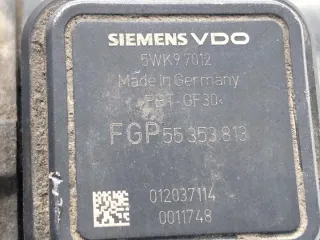 SIEMENS VDO
5WK9 7012
Made in Germany
>PBT-GF30<
FGP 55 353 813
012037114
0011748